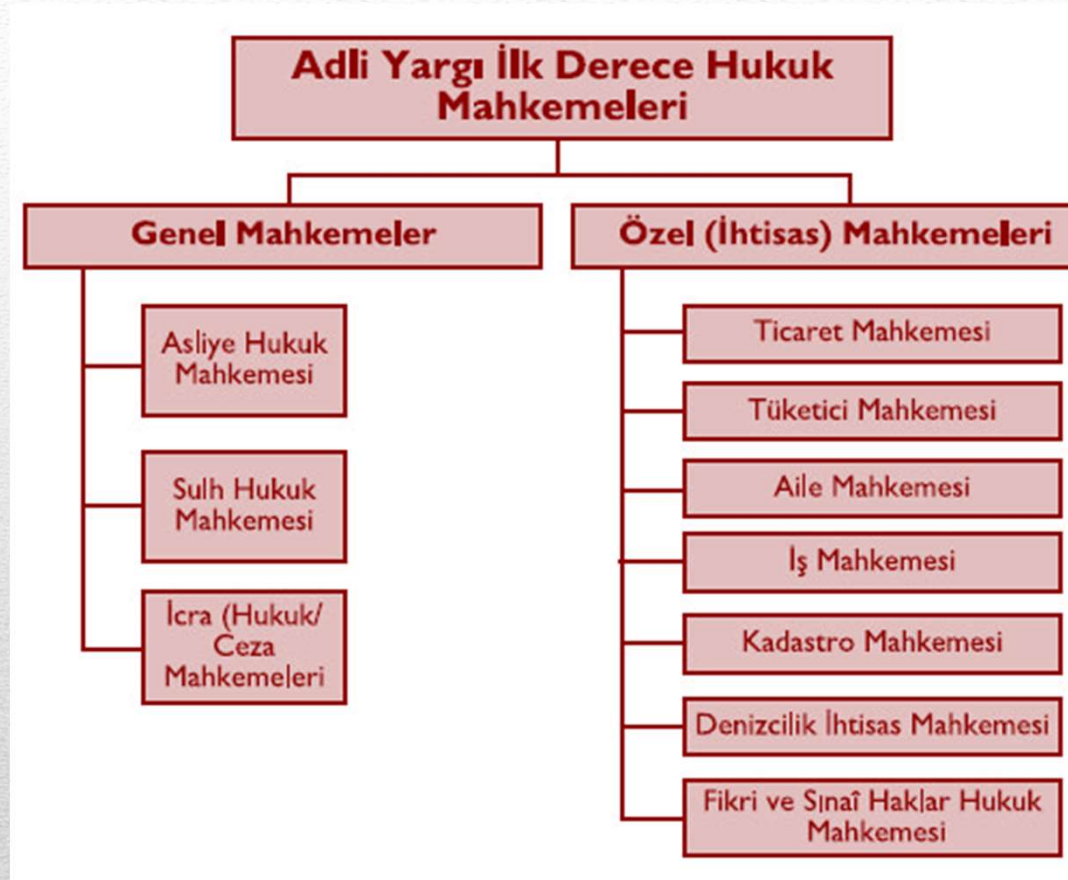 Adli Yargı İlk Derece Hukuk
Mahkemeleri
Genel Mahkemeler
Asliye Hukuk
Mahkemesi
Sulh Hukuk
Mahkemesi
İcra (Hukuk/
Ceza
Mahkemeleri
Özel (İhtisas) Mahkemeleri
Ticaret Mahkemesi
Tüketici Mahkemesi
Aile Mahkemesi
İş Mahkemesi
Kadastro Mahkemesi
Denizcilik İhtisas Mahkemesi
Fikri ve Sınaî Haklar Hukuk
Mahkemesi